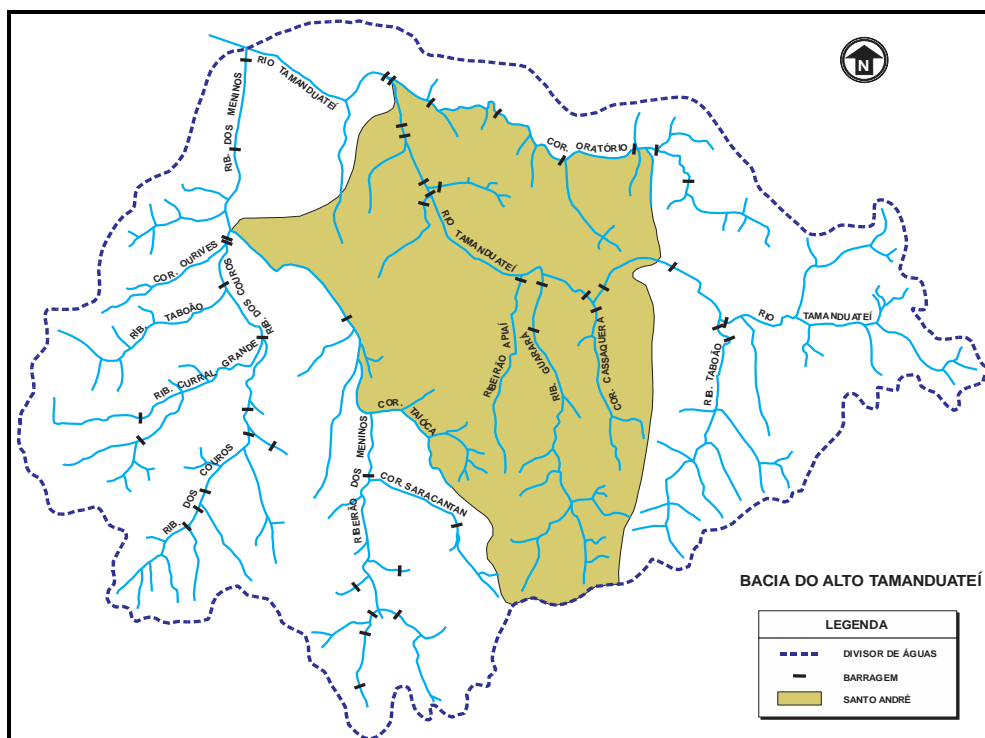 N
RIO TAMANDUATEÍ
RIB. DOS MENINOS
COR. ORATÓRIO
RIO TAMANDUATEÍ
COR. OURIVES
RIB. DOS COUROS
RIB. TABOÃO
RIO TAMANDUATEÍ
RIB. CURRAL GRANDE
RIBEIRÃO APIAÍ
RIB. GUARARÁ
COR. CASSAQUERA
RIB. TABOÃO
COR. TAIOCA
RIB. DOS COUROS
RIBEIRÃO DOS MENINOS
COR. SARACANTAN
BACIA DO ALTO TAMANDUATEÍ
LEGENDA
DIVISOR DE ÁGUAS
BARRAGEM
SANTO ANDRÉ